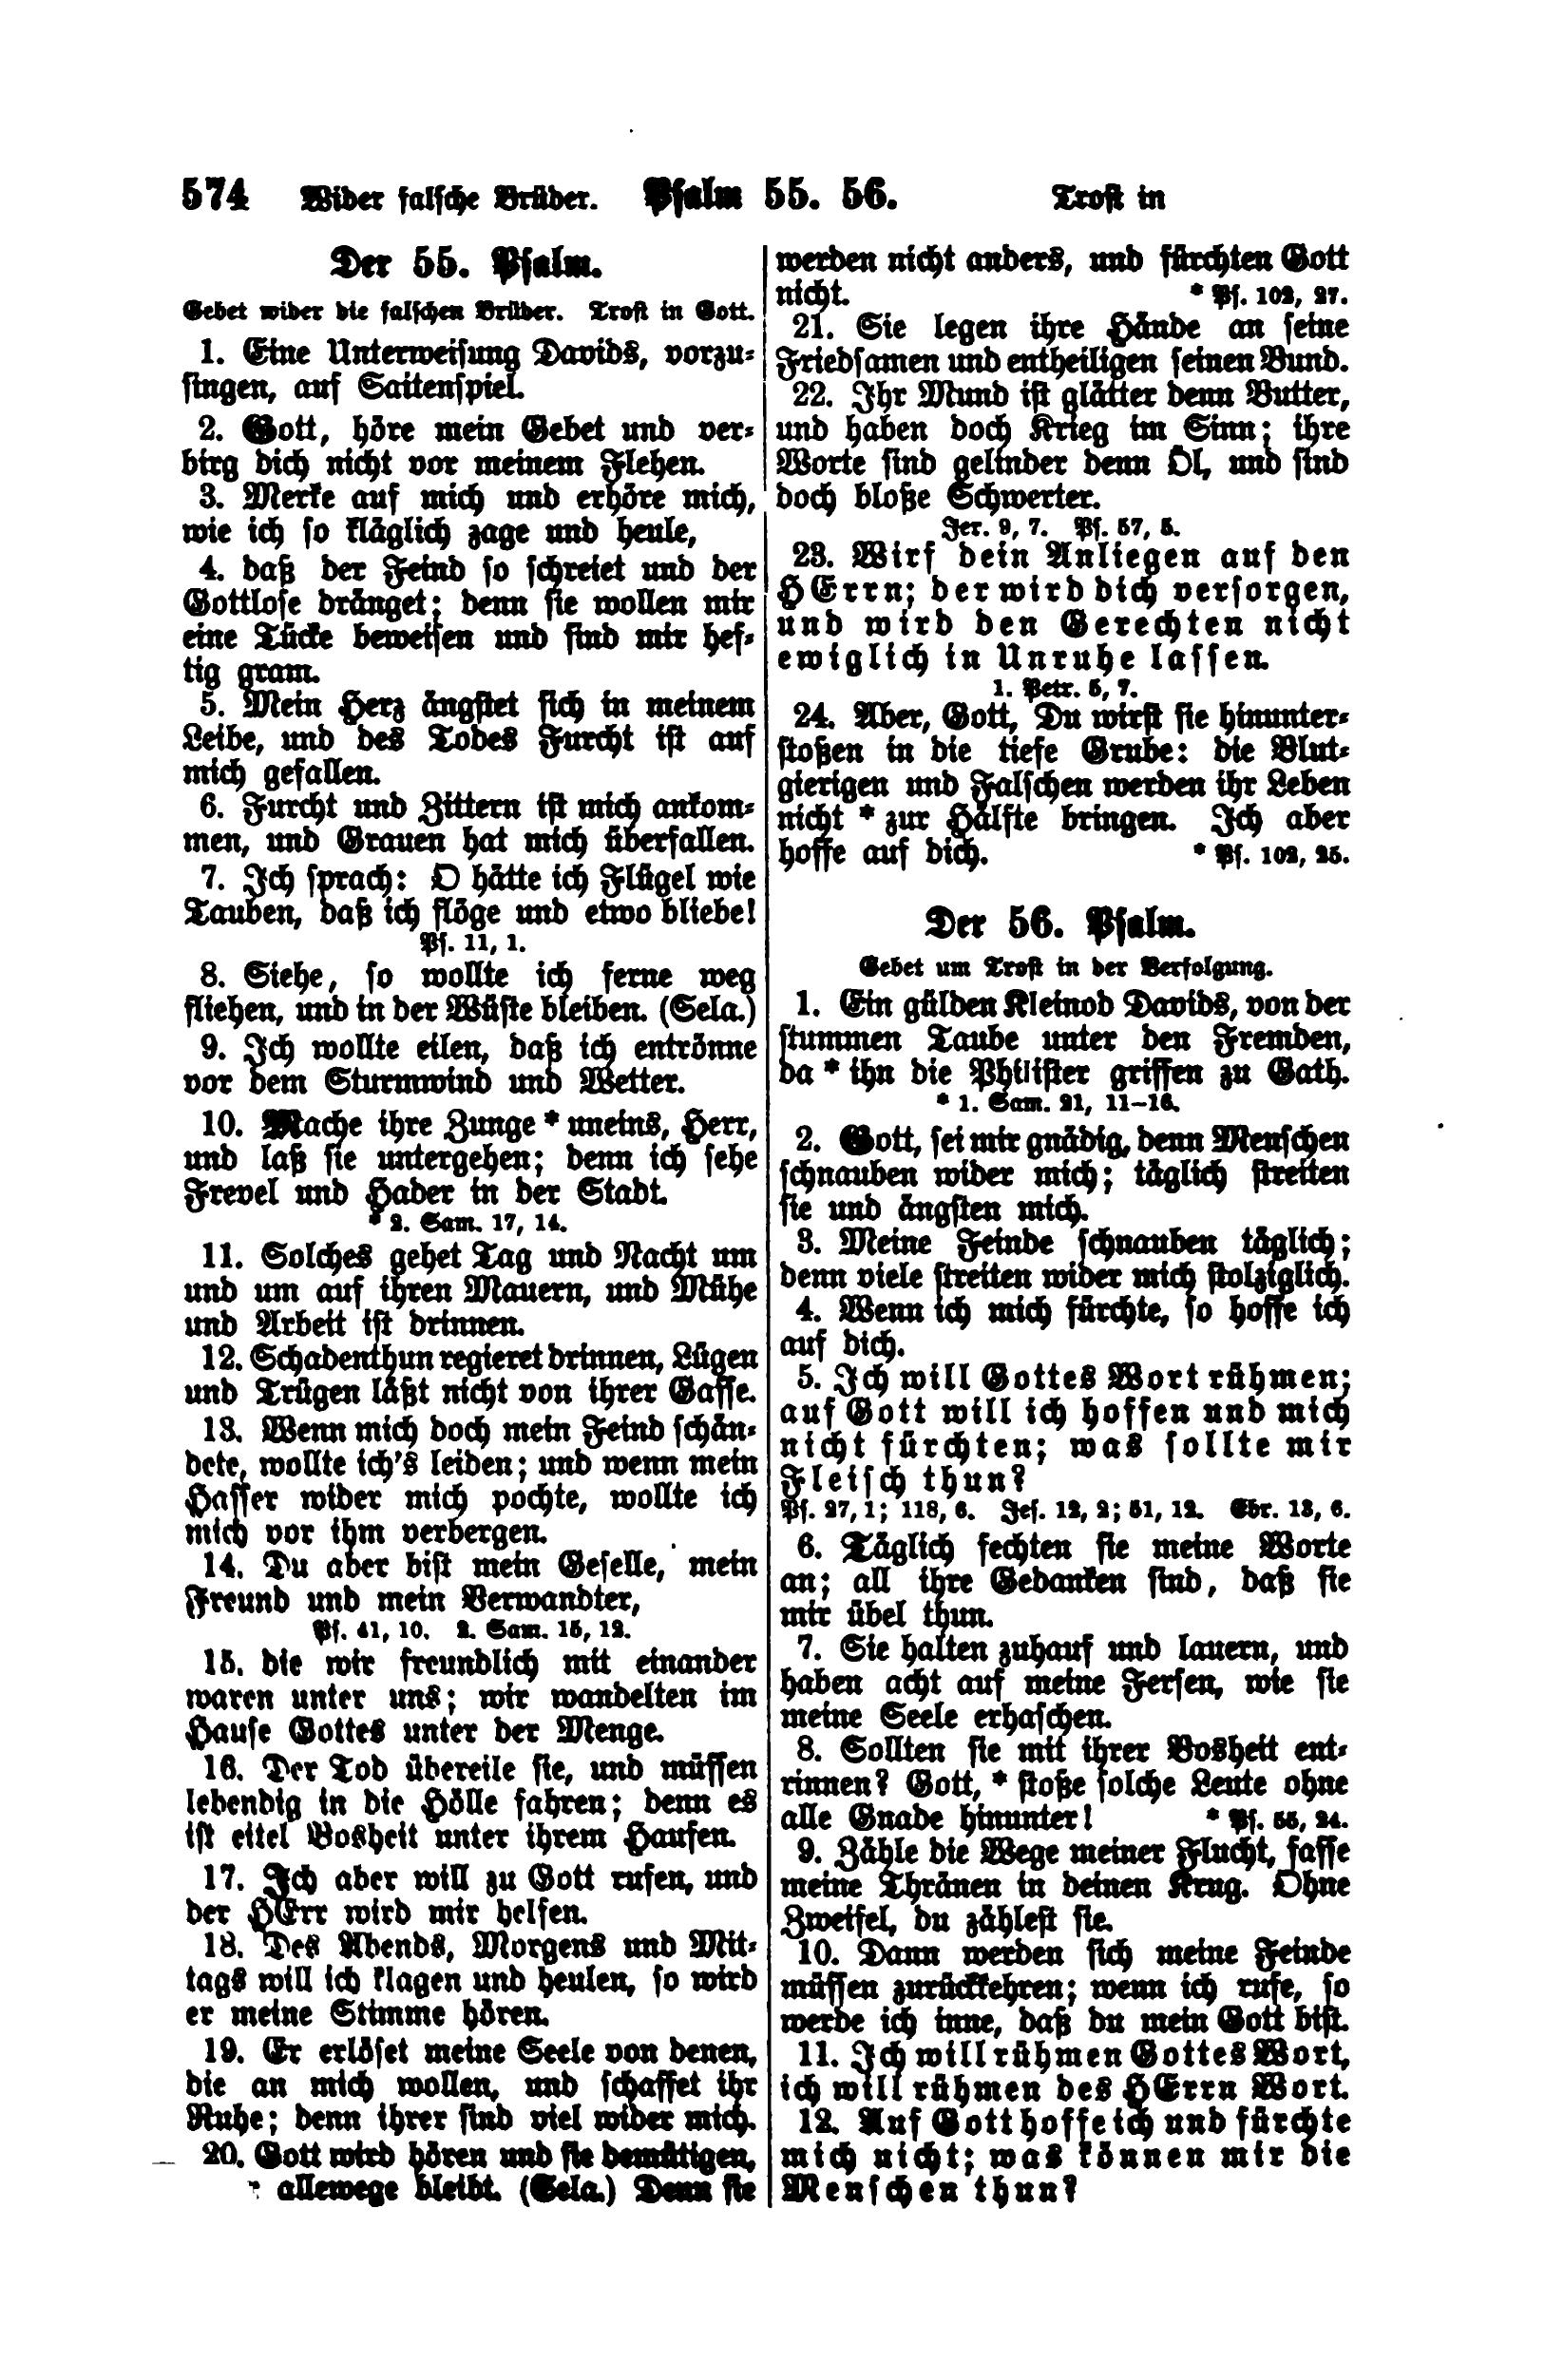 574 Wider falsche Brüder. Psalm 55. 56. Trost in
Der 55. Psalm.
Gebet wider die falschen Brüder. Trost in Gott.
1. Eine Unterweisung Davids, vorzu-
singen, auf Saitenspiel.
2. Gott, höre mein Gebet und ver-
birg dich nicht vor meinem Flehen.
3. Merke auf mich und erhöre mich,
wie ich so kläglich zage und heule,
4. daß der Feind so schreiet und der
Gottlose dränget; denn sie wollen mir
eine Tücke beweisen und sind mir hef-
tig gram.
5. Mein Herz ängstet sich in meinem
Leibe, und des Todes Furcht ist auf
mich gefallen.
6. Furcht und Zittern ist mich ankom-
men, und Grauen hat mich überfallen.
7. Ich sprach: O hätte ich Flügel wie
Tauben, daß ich flöge und etwo bliebe!
Ps. 11, 1.
8. Siehe, so wollte ich ferne weg
fliehen, und in der Wüste bleiben. (Sela.)
9. Ich wollte eilen, daß ich entrönne
vor dem Sturmwind und Wetter.
10. Mache ihre Zunge * uneins, Herr,
und laß sie untergehen; denn ich sehe
Frevel und Hader in der Stadt.
* 2. Sam. 17, 14.
11. Solches gehet Tag und Nacht um
und um auf ihren Mauern, und Mühe
und Arbeit ist drinnen.
12. Schadenthun regieret drinnen, Lügen
und Trügen läßt nicht von ihrer Gasse.
13. Wenn mich doch mein Feind schän-
dete, wollte ich's leiden; und wenn mein
Hasser wider mich pochte, wollte ich
mich vor ihm verbergen.
14. Du aber bist mein Geselle, mein
Freund und mein Verwandter,
Ps. 41, 10. 2. Sam. 15, 12.
15. die wir freundlich mit einander
waren unter uns; wir wandelten im
Hause Gottes unter der Menge.
16. Der Tod übereile sie, und müssen
lebendig in die Hölle fahren; denn es
ist eitel Bosheit unter ihrem Haufen.
17. Ich aber will zu Gott rufen, und
der HErr wird mir helfen.
18. Des Abends, Morgens und Mit-
tags will ich klagen und heulen, so wird
er meine Stimme hören.
19. Er erlöset meine Seele von denen,
die an mich wollen, und schaffet ihr
Ruhe; denn ihrer sind viel wider mich.
20. Gott wird hören und sie demütigen,
allewege bleibt. (Sela.) Denn sie
werden nicht anders, und fürchten Gott
nicht. * Ps. 102, 27.
21. Sie legen ihre Hände an seine
Friedsamen und entheiligen seinen Bund.
22. Ihr Mund ist glätter denn Butter,
und haben doch Krieg im Sinn; ihre
Worte sind gelinder denn Öl, und sind
doch bloße Schwerter.
Jer. 9, 7. Ps. 57, 5.
23. Wirf dein Anliegen auf den
HErrn; der wird dich versorgen,
und wird den Gerechten nicht
ewiglich in Unruhe lassen.
1. Petr. 5, 7.
24. Aber, Gott, Du wirst sie hinunter-
stoßen in die tiefe Grube: die Blut-
gierigen und Falschen werden ihr Leben
nicht * zur Hälfte bringen. Ich aber
hoffe auf dich. * Ps. 102, 25.
Der 56. Psalm.
Gebet um Trost in der Verfolgung.
1. Ein gülden Kleinod Davids, von der
stummen Taube unter den Fremden,
da * ihn die Philister griffen zu Gath.
* 1. Sam. 21, 11–16.
2. Gott, sei mir gnädig, denn Menschen
schnauben wider mich; täglich streiten
sie und ängsten mich.
3. Meine Feinde schnauben täglich;
denn viele streiten wider mich stolziglich.
4. Wenn ich mich fürchte, so hoffe ich
auf dich.
5. Ich will Gottes Wort rühmen;
auf Gott will ich hoffen und mich
nicht fürchten; was sollte mir
Fleisch thun?
Ps. 27, 1; 118, 6. Jes. 12, 2; 51, 12. Ebr. 13, 6.
6. Täglich fechten sie meine Worte
an; all ihre Gedanken sind, daß sie
mir übel thun.
7. Sie halten zuhauf und lauern, und
haben acht auf meine Fersen, wie sie
meine Seele erhaschen.
8. Sollten sie mit ihrer Bosheit ent-
rinnen? Gott, * stoße solche Leute ohne
alle Gnade hinunter! * Ps. 55, 24.
9. Zähle die Wege meiner Flucht, fasse
meine Thränen in deinen Krug. Ohne
Zweifel, du zählest sie.
10. Dann werden sich meine Feinde
müssen zurückkehren; wenn ich rufe, so
werde ich inne, daß du mein Gott bist.
11. Ich will rühmen Gottes Wort,
ich will rühmen des HErrn Wort.
12. Auf Gott hoffe ich und fürchte
mich nicht; was können mir die
Menschen thun?